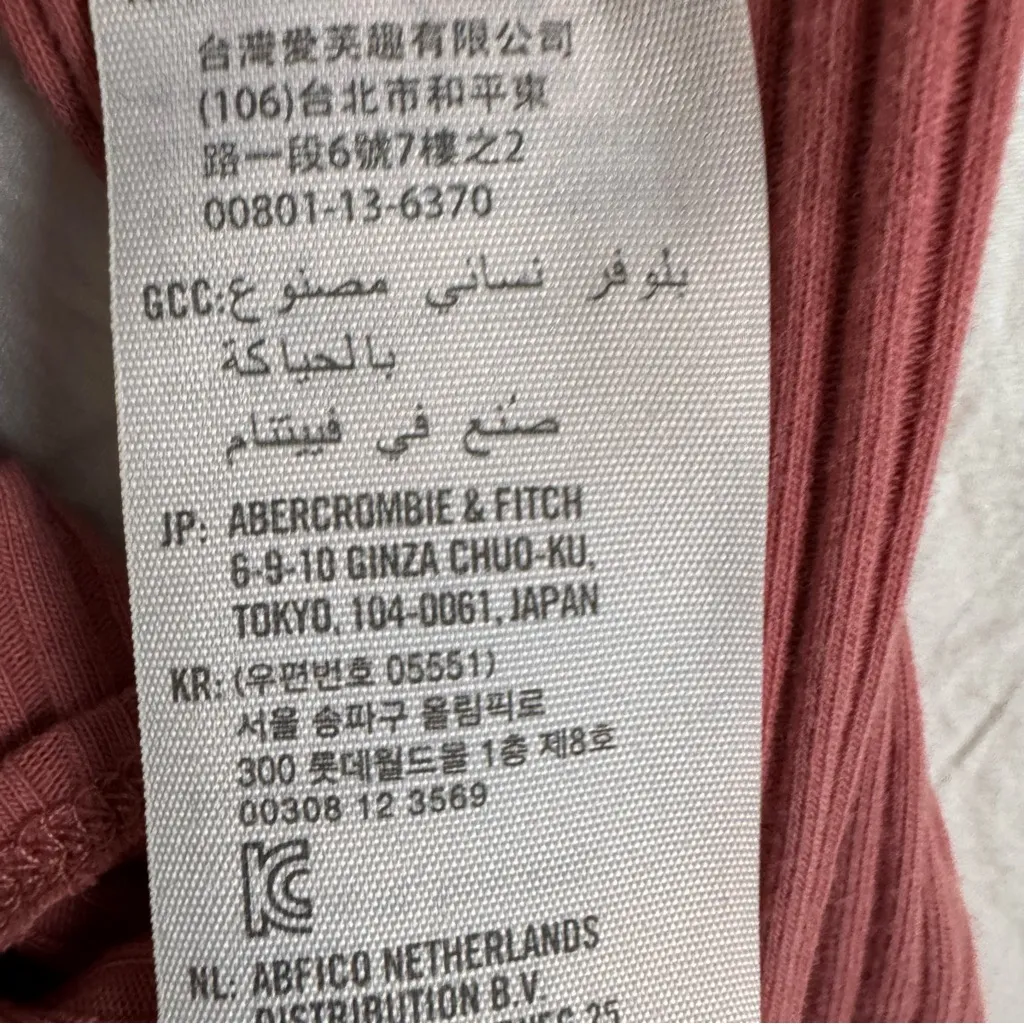 台灣愛芙趣有限公司
(106)台北市和平東
路一段6號7樓之2
00801-13-6370
GCC: بلوفر نسائي مصنوع
بالحياكة
صُنع في فييتنام
JP: ABERCROMBIE & FITCH
6-9-10 GINZA CHUO-KU,
TOKYO, 104-0061, JAPAN
KR: (우편번호 05551)
서울 송파구 올림픽로
300 롯데월드몰 1층 제8호
00308 12 3569
KC
NL: ABFICO NETHERLANDS
DISTRIBUTION B.V.
25